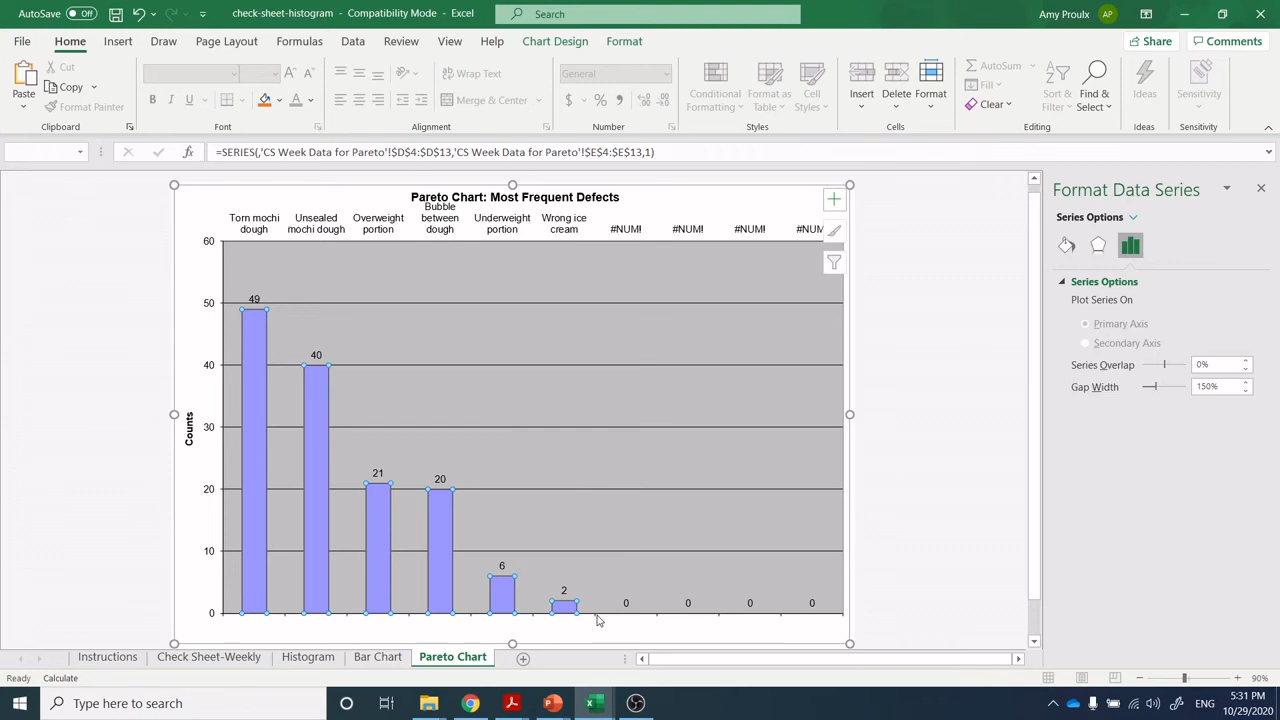 AutoSave Off check-sheet-histogram - Protected - Excel Search Amy Proulx AP
File Home Insert Draw Page Layout Formulas Data Review View Help Chart Design Format Share Comments
Paste Cut Copy Format Painter
Wrap Text
Merge & Center
General
$ % 9
Conditional Formatting
Format as Table
Cell Styles
Insert Delete Format
AutoSum Fill Clear
Sort & Filter
Find & Select
Ideas
Sensitivity
Clipboard Font Alignment Number Styles Cells Editing Ideas Sensitivity
fx =SERIES(,'CS Week Data for Pareto'!$D$4:$D$13,'CS Week Data for Pareto'!$E$4:$E$13,1)
Pareto Chart: Most Frequent Defects
Torn mochi dough
Unsealed mochi dough
Overweight portion
Bubble between dough
Underweight portion
Wrong ice cream
#NUM! #NUM! #NUM! #NUM!
60
50
40
30
20
10
0
Counts
49 40 21 20 6 2 0 0 0 0
Format Data Series
Series Options
Series Options
Plot Series On
Primary Axis
Secondary Axis
Series Overlap 0%
Gap Width 150%
Instructions Check Sheet-Weekly Histogram Bar Chart Pareto Chart
Ready Calculate 90%
Type here to search
ENG 5:31 PM
10/29/2020